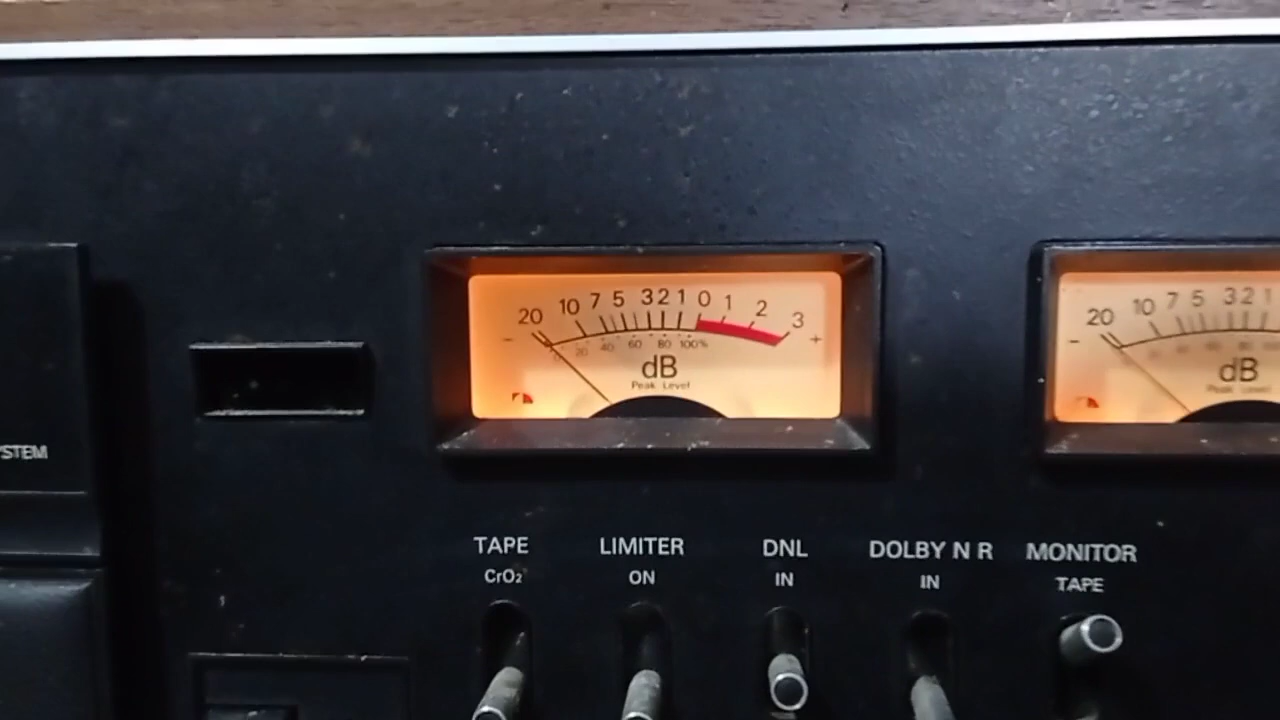 20 10 7 5 3 2 1 0 1 2 3
- +
20 40 60 80 100%
dB
Peak Level
20 10 7 5 3 2 1
-
dB
Peak Level
STEM
TAPE LIMITER DNL DOLBY N R MONITOR
CrO₂ ON IN IN TAPE